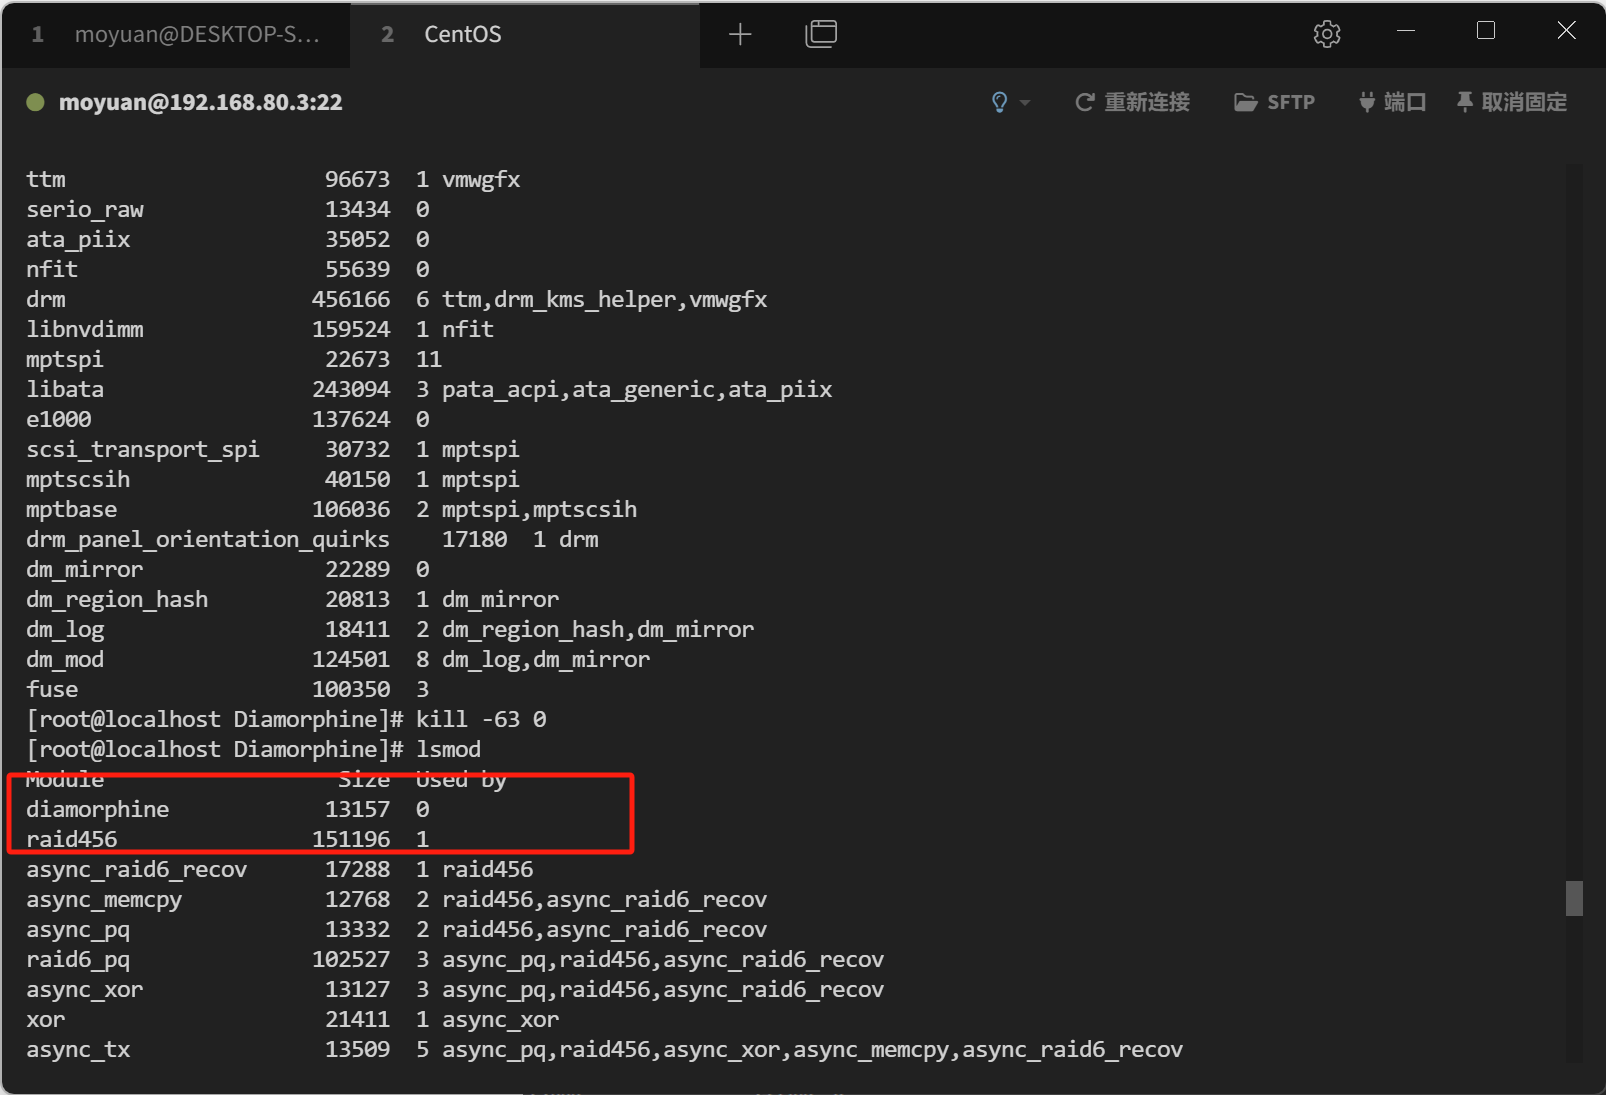 1 moyuan@DESKTOP-S... 2 CentOS
moyuan@192.168.80.3:22 重新连接 SFTP 端口 取消固定
ttm 96673 1 vmwgfx
serio_raw 13434 0
ata_piix 35052 0
nfit 55639 0
drm 456166 6 ttm,drm_kms_helper,vmwgfx
libnvdimm 159524 1 nfit
mptspi 22673 11
libata 243094 3 pata_acpi,ata_generic,ata_piix
e1000 137624 0
scsi_transport_spi 30732 1 mptspi
mptscsih 40150 1 mptspi
mptbase 106036 2 mptspi,mptscsih
drm_panel_orientation_quirks 17180 1 drm
dm_mirror 22289 0
dm_region_hash 20813 1 dm_mirror
dm_log 18411 2 dm_region_hash,dm_mirror
dm_mod 124501 8 dm_log,dm_mirror
fuse 100350 3
[root@localhost Diamorphine]# kill -63 0
[root@localhost Diamorphine]# lsmod
Module Size Used by
diamorphine 13157 0
raid456 151196 1
async_raid6_recov 17288 1 raid456
async_memcpy 12768 2 raid456,async_raid6_recov
async_pq 13332 2 raid456,async_raid6_recov
raid6_pq 102527 3 async_pq,raid456,async_raid6_recov
async_xor 13127 3 async_pq,raid456,async_raid6_recov
xor 21411 1 async_xor
async_tx 13509 5 async_pq,raid456,async_xor,async_memcpy,async_raid6_recov